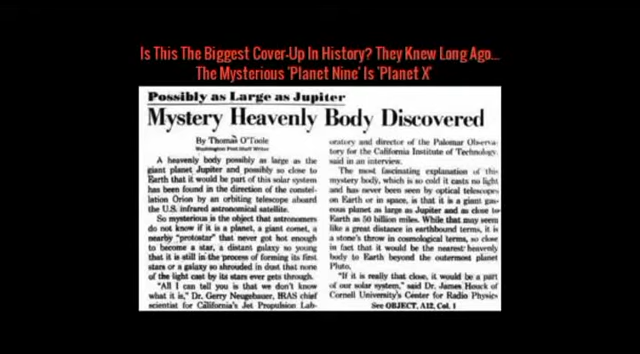 Is This The Biggest Cover-Up In History? They Knew Long Ago...
The Mysterious 'Planet Nine' Is 'Planet X'
Possibly as Large as Jupiter
Mystery Heavenly Body Discovered
By Thomas O'Toole
Washington Post Staff Writer
A heavenly body possibly as large as the
giant planet Jupiter and possibly so close to
Earth that it would be part of this solar system
has been found in the direction of the constel-
lation Orion by an orbiting telescope aboard
the U.S. infrared astronomical satellite.
So mysterious is the object that astronomers
do not know if it is a planet, a giant comet, a
nearby "protostar" that never got hot enough
to become a star, a distant galaxy so young
that it is still in the process of forming its first
stars or a galaxy so shrouded in dust that none
of the light cast by its stars ever gets through.
"All I can tell you is that we don't know
what it is," Dr. Gerry Neugebauer, IRAS chief
scientist for California's Jet Propulsion Lab-
oratory and director of the Palomar Observa-
tory for the California Institute of Technology
said in an interview.
The most fascinating explanation of this
mystery body, which is so cold it casts no light
and has never been seen by optical telescopes
on Earth or in space, is that it is a giant gas-
eous planet as large as Jupiter and as close to
Earth as 50 billion miles. While that may seem
like a great distance in earthbound terms, it is
a stone's throw in cosmological terms, so close
in fact that it would be the nearest heavenly
body to Earth beyond the outermost planet
Pluto.
"If it is really that close, it would be a part
of our solar system," said Dr. James Houck of
Cornell University's Center for Radio Physics
See OBJECT, A12, Col. 1